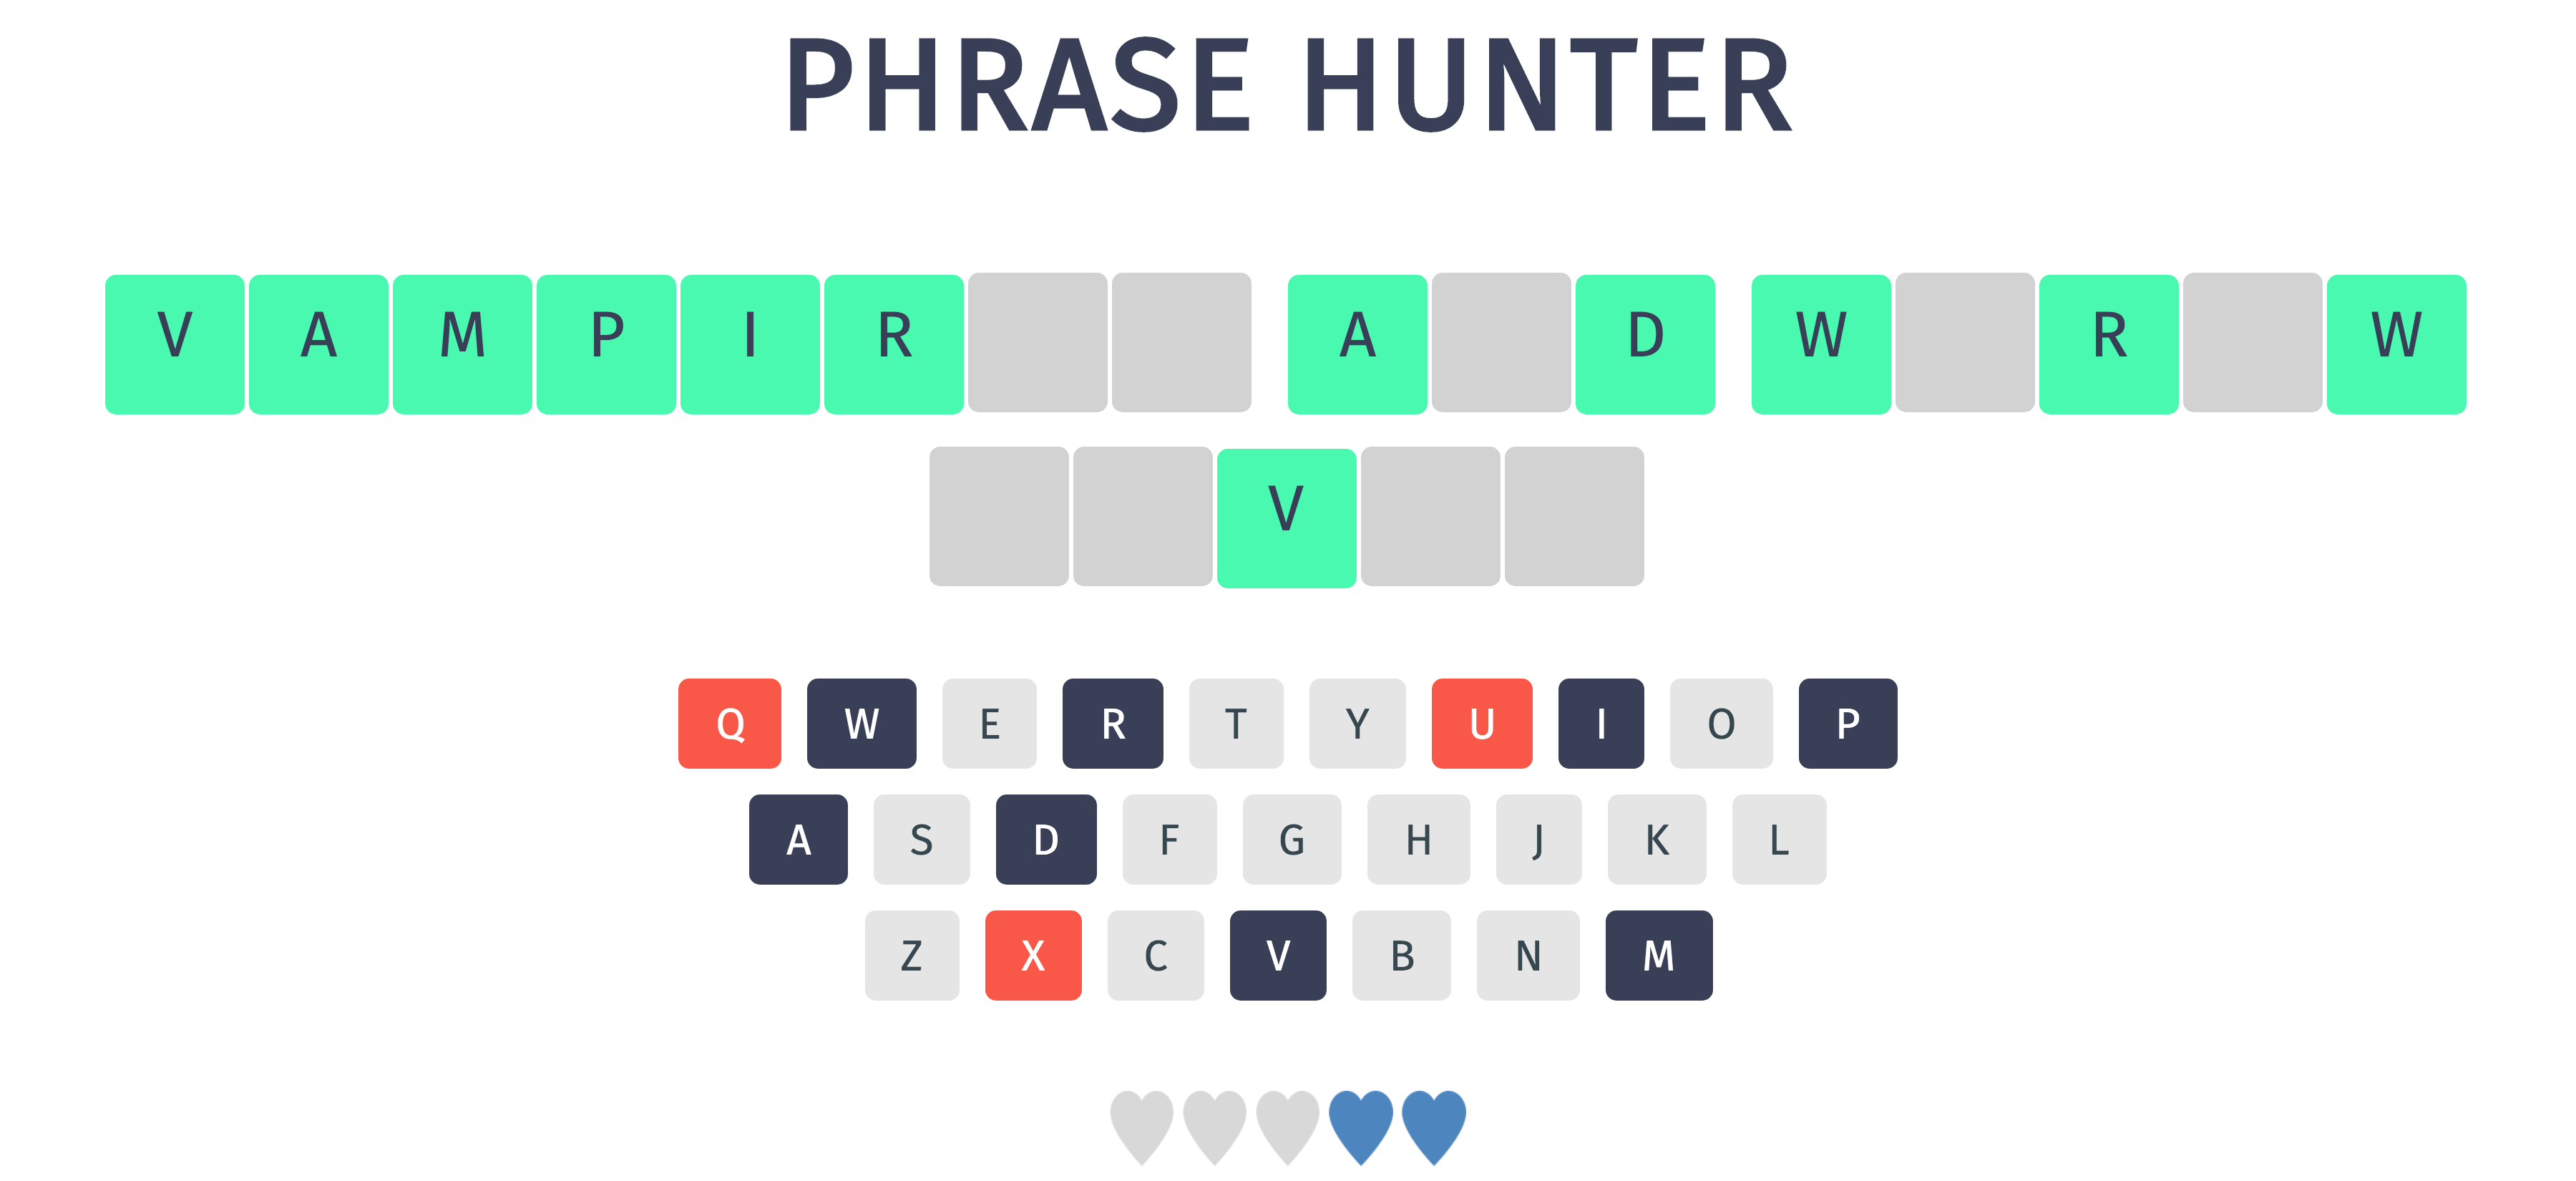 PHRASE HUNTER
V A M P I R A D W R W
V
Q W E R T Y U I O P
A S D F G H J K L
Z X C V B N M